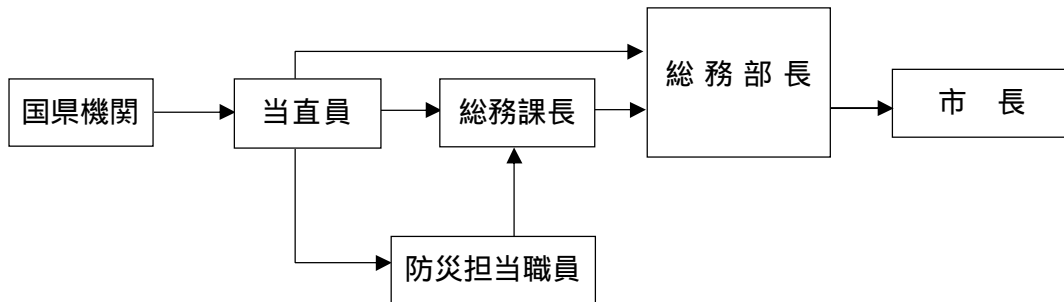 国県機関
当直員
総務課長
総務部長
市　長
防災担当職員